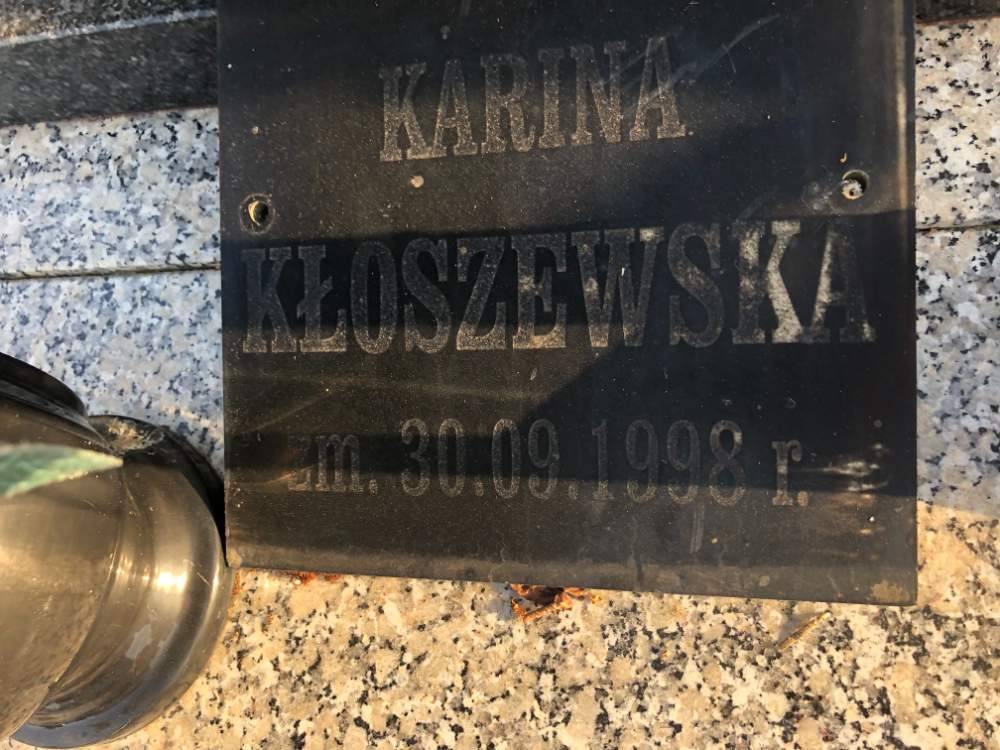 KARINA
KŁOSZEWSKA
zm. 30.09.1998 r.